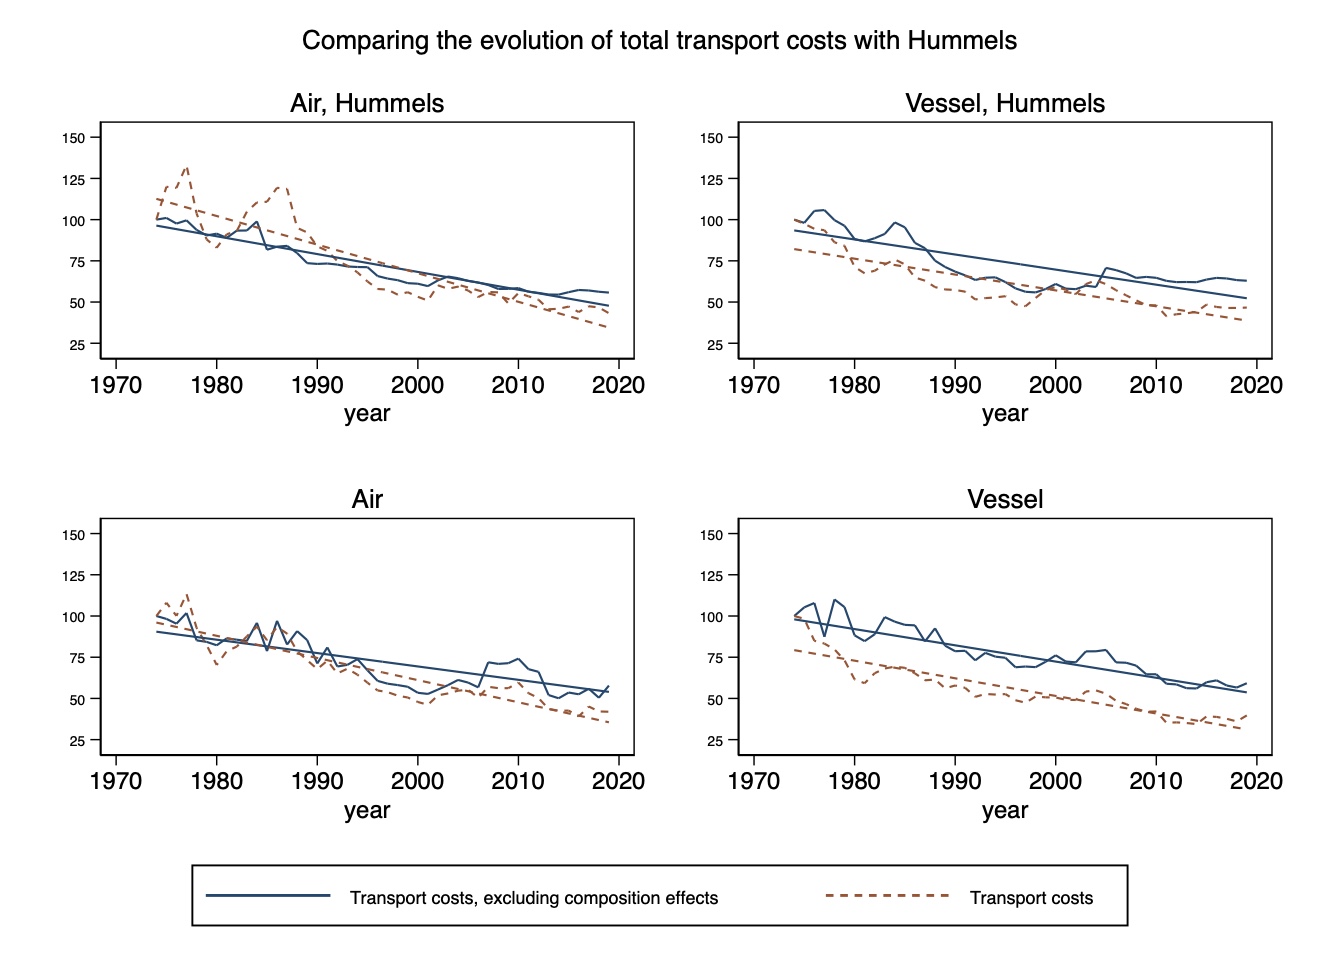 Comparing the evolution of total transport costs with Hummels
Air, Hummels
150
125
100
75
50
25
1970 1980 1990 2000 2010 2020
year
Vessel, Hummels
150
125
100
75
50
25
1970 1980 1990 2000 2010 2020
year
Air
150
125
100
75
50
25
1970 1980 1990 2000 2010 2020
year
Vessel
150
125
100
75
50
25
1970 1980 1990 2000 2010 2020
year
Transport costs, excluding composition effects Transport costs